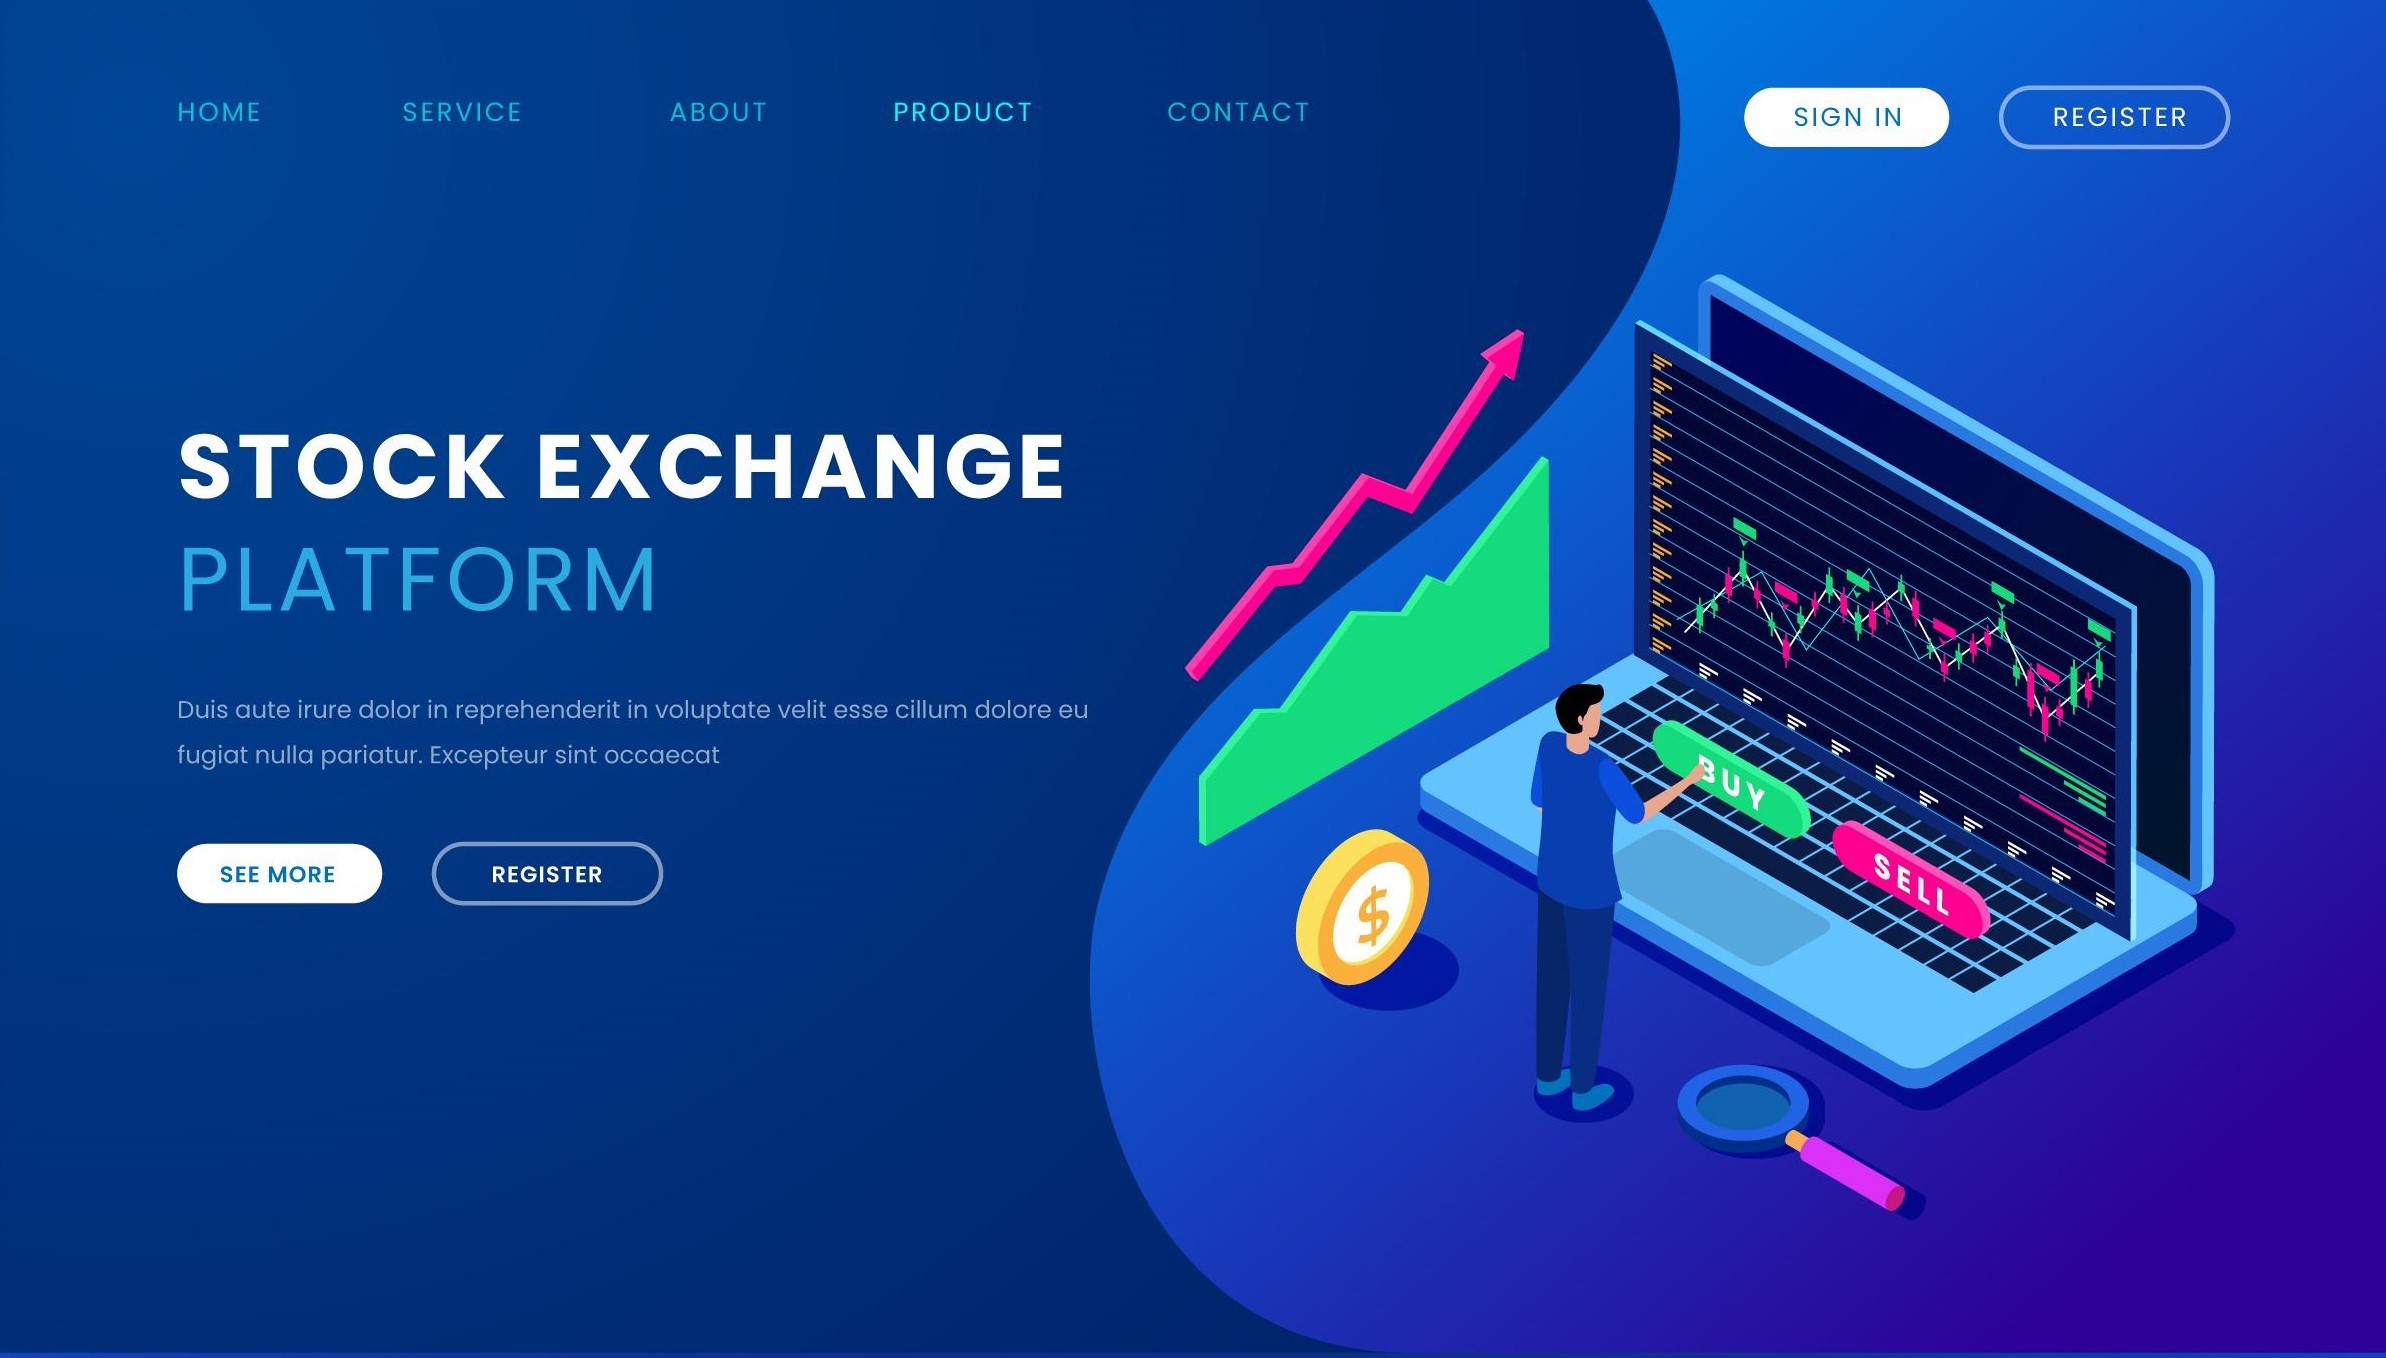 HOME SERVICE ABOUT PRODUCT CONTACT SIGN IN REGISTER
STOCK EXCHANGE
PLATFORM
Duis aute irure dolor in reprehenderit in voluptate velit esse cillum dolore eu
fugiat nulla pariatur. Excepteur sint occaecat
SEE MORE REGISTER
BUY
SELL
$